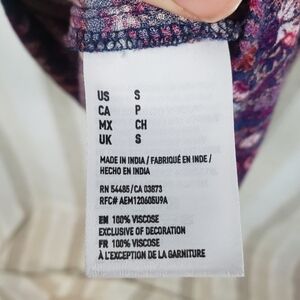 US S
CA P
MX CH
UK S
MADE IN INDIA / FABRIQUÉ EN INDE /
HECHO EN INDIA
RN 54485/CA 03873
RFC# AEM120605U9A
EN 100% VISCOSE
EXCLUSIVE OF DECORATION
FR 100% VISCOSE
À L'EXCEPTION DE LA GARNITURE